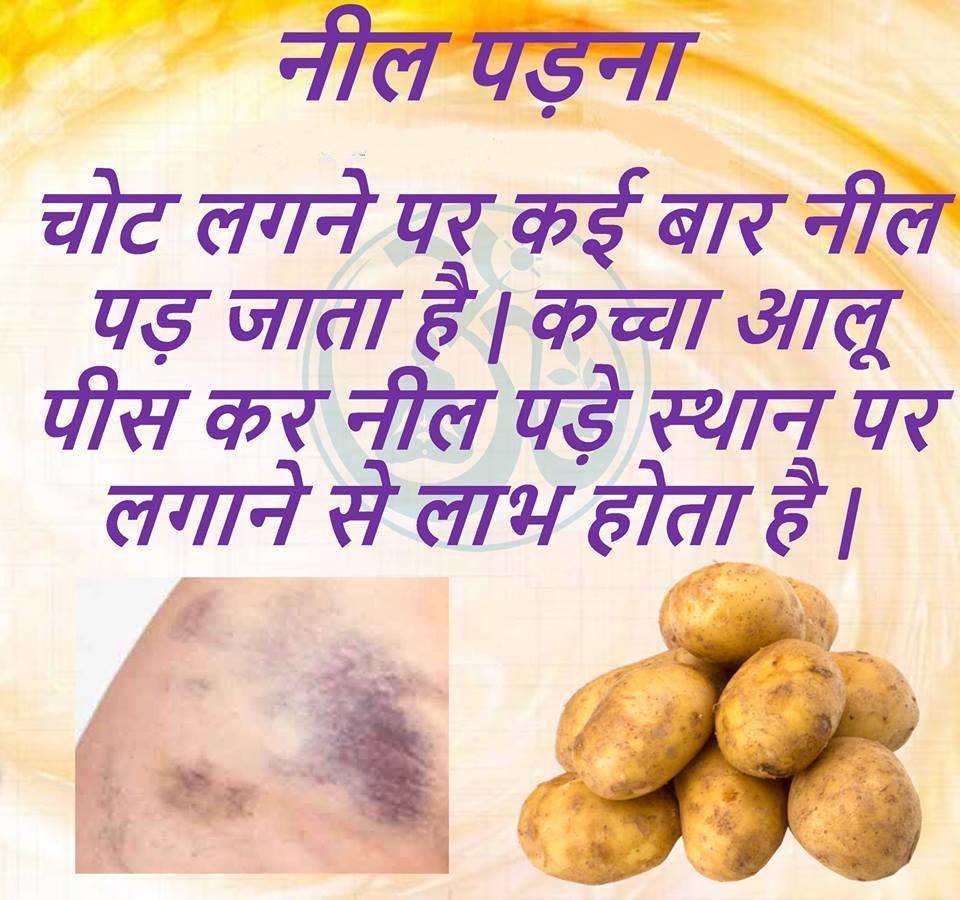 नील पड़ना
चोट लगने पर कई बार नील
पड़ जाता है। कच्चा आलू
पीस कर नील पड़े स्थान पर
लगाने से लाभ होता है।